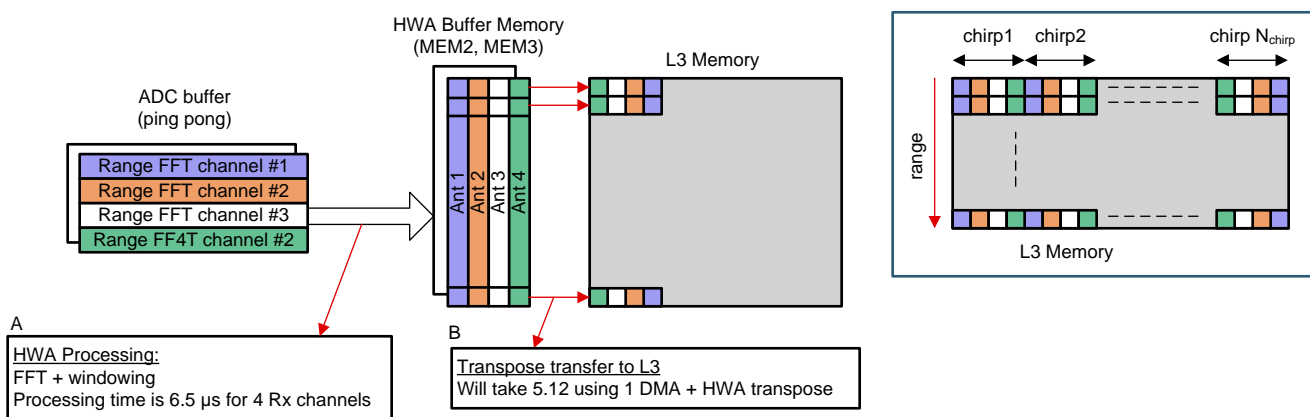 HWA Buffer Memory
(MEM2, MEM3)
L3 Memory
ADC buffer
(ping pong)
Range FFT channel #1
Range FFT channel #2
Range FFT channel #3
Range FF4T channel #2
Ant 1
Ant 2
Ant 3
Ant 4
A
HWA Processing:
FFT + windowing
Processing time is 6.5 µs for 4 Rx channels
B
Transpose transfer to L3
Will take 5.12 using 1 DMA + HWA transpose
chirp1
chirp2
chirp Nchirp
range
L3 Memory